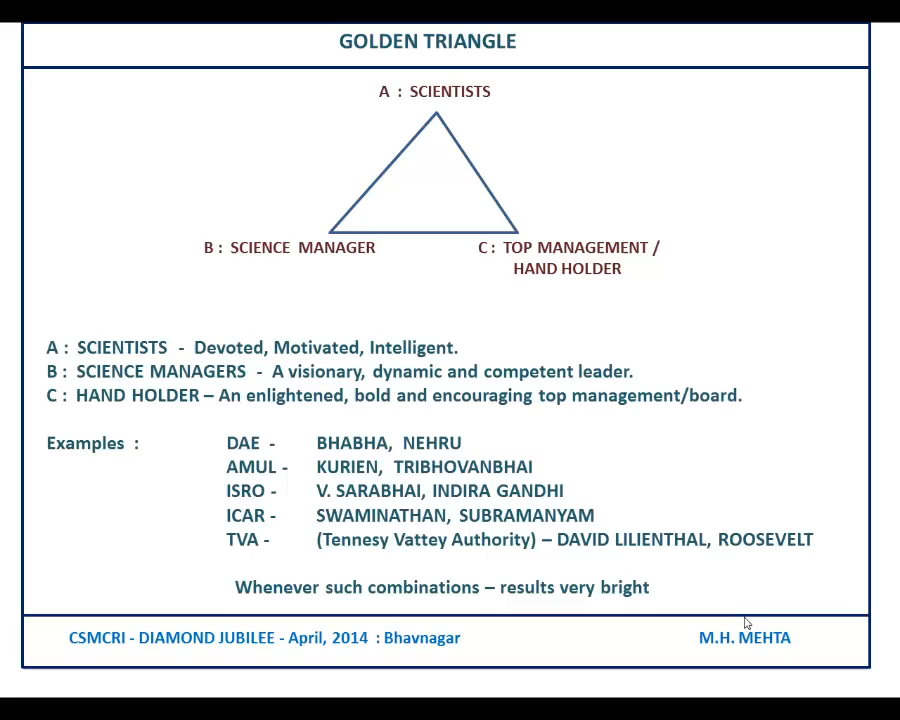 GOLDEN TRIANGLE
A : SCIENTISTS
B : SCIENCE MANAGER
C : TOP MANAGEMENT /
HAND HOLDER
A : SCIENTISTS - Devoted, Motivated, Intelligent.
B : SCIENCE MANAGERS - A visionary, dynamic and competent leader.
C : HAND HOLDER – An enlightened, bold and encouraging top management/board.
Examples : DAE - BHABHA, NEHRU
AMUL - KURIEN, TRIBHOVANBHAI
ISRO - V. SARABHAI, INDIRA GANDHI
ICAR - SWAMINATHAN, SUBRAMANYAM
TVA - (Tennesy Vattey Authority) – DAVID LILIENTHAL, ROOSEVELT
Whenever such combinations – results very bright
CSMCRI - DIAMOND JUBILEE - April, 2014 : Bhavnagar M.H. MEHTA